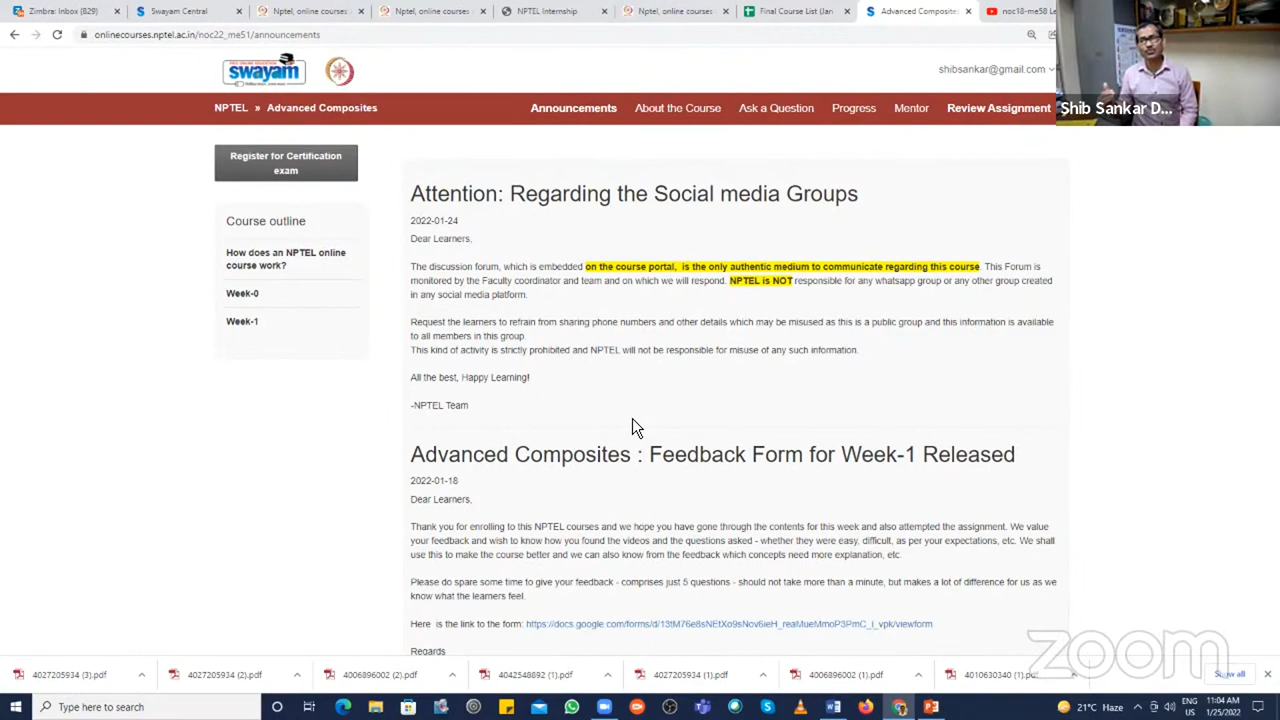 Zimbra: Inbox (829)
Swayam Central
Nptel, online courses
Nptel, online courses
NPTEL Internship
Nptel, online courses
Final Course List (Jan
Advanced Composites
noc18-me58 Le
onlinecourses.nptel.ac.in/noc22_me51/announcements
swayam
shibsankar@gmail.com
Shib Sankar D...
NPTEL » Advanced Composites
Announcements
About the Course
Ask a Question
Progress
Mentor
Review Assignment
Register for Certification
exam
Course outline
How does an NPTEL online
course work?
Week-0
Week-1
Attention: Regarding the Social media Groups
2022-01-24
Dear Learners,
The discussion forum, which is embedded on the course portal, is the only authentic medium to communicate regarding this course. This Forum is
monitored by the Faculty coordinator and team and on which we will respond. NPTEL is NOT responsible for any whatsapp group or any other group created
in any social media platform.
Request the learners to refrain from sharing phone numbers and other details which may be misused as this is a public group and this information is available
to all members in this group.
This kind of activity is strictly prohibited and NPTEL will not be responsible for misuse of any such information.
All the best, Happy Learning!
-NPTEL Team
Advanced Composites : Feedback Form for Week-1 Released
2022-01-18
Dear Learners,
Thank you for enrolling to this NPTEL courses and we hope you have gone through the contents for this week and also attempted the assignment. We value
your feedback and wish to know how you found the videos and the questions asked - whether they were easy, difficult, as per your expectations, etc. We shall
use this to make the course better and we can also know from the feedback which concepts need more explanation, etc.
Please do spare some time to give your feedback - comprises just 5 questions - should not take more than a minute, but makes a lot of difference for us as we
know what the learners feel.
Here is the link to the form: https://docs.google.com/forms/d/13tM76e8sNEtXo9sNov6ieH_reaMueMmoP3PmC_i_vpk/viewform
Regards
zoom
4027205934 (3).pdf
4027205934 (2).pdf
4006896002 (2).pdf
4042548892 (1).pdf
4027205934 (1).pdf
4006896002 (1).pdf
4010630340 (1).pdf
Show all
Type here to search
21°C Haze
ENG
US
11:04 AM
1/25/2022